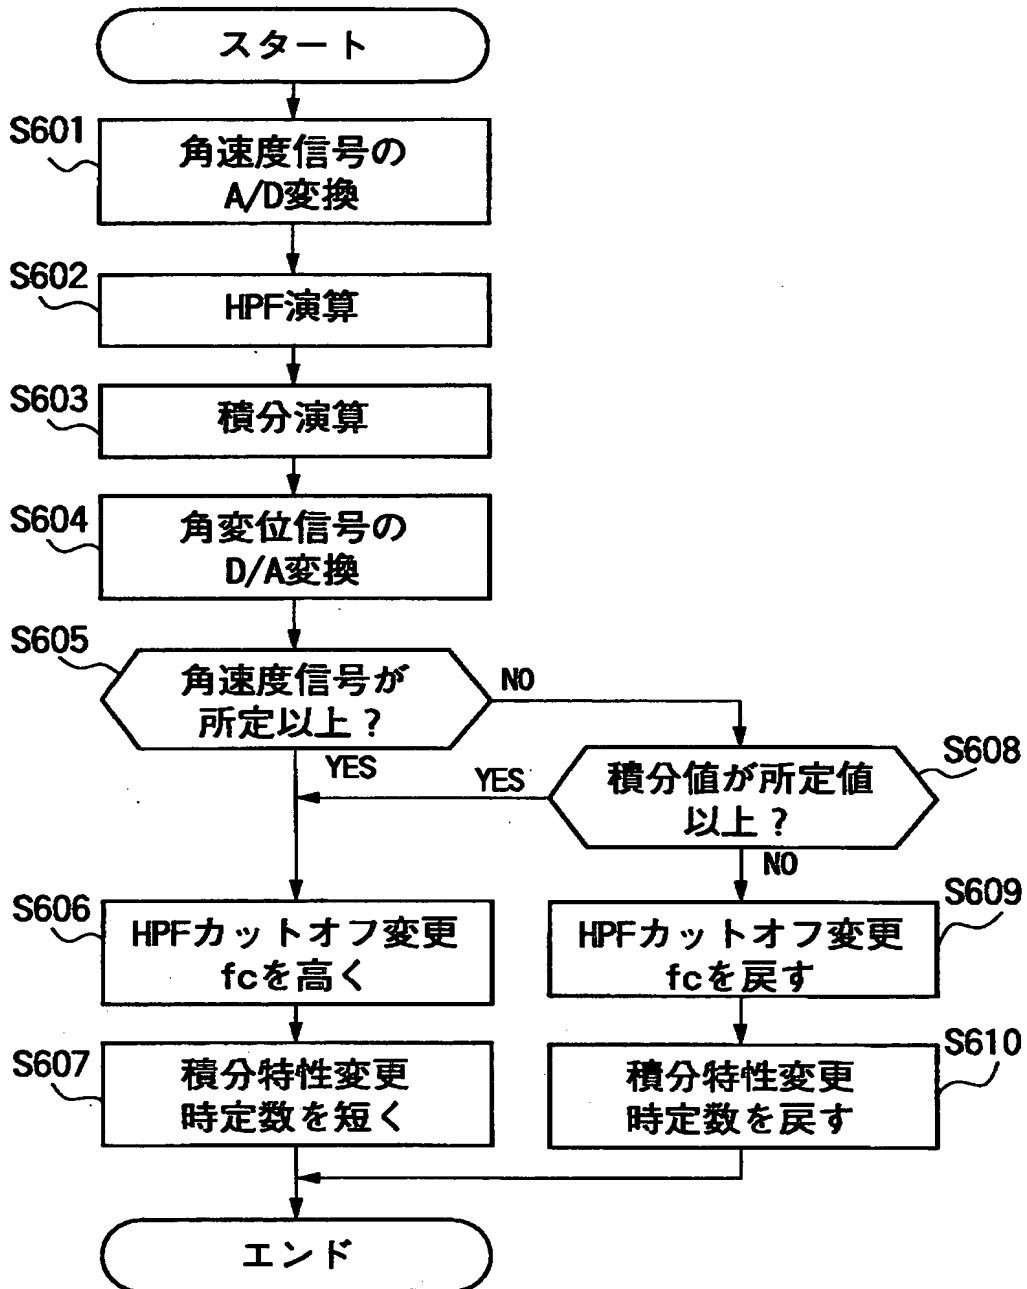 スタート
S601
角速度信号の
A/D変換
S602
HPF演算
S603
積分演算
S604
角変位信号の
D/A変換
S605
角速度信号が
所定以上？
NO
YES
S608
積分値が所定値
以上？
YES
NO
S606
HPFカットオフ変更
fcを高く
S609
HPFカットオフ変更
fcを戻す
S607
積分特性変更
時定数を短く
S610
積分特性変更
時定数を戻す
エンド